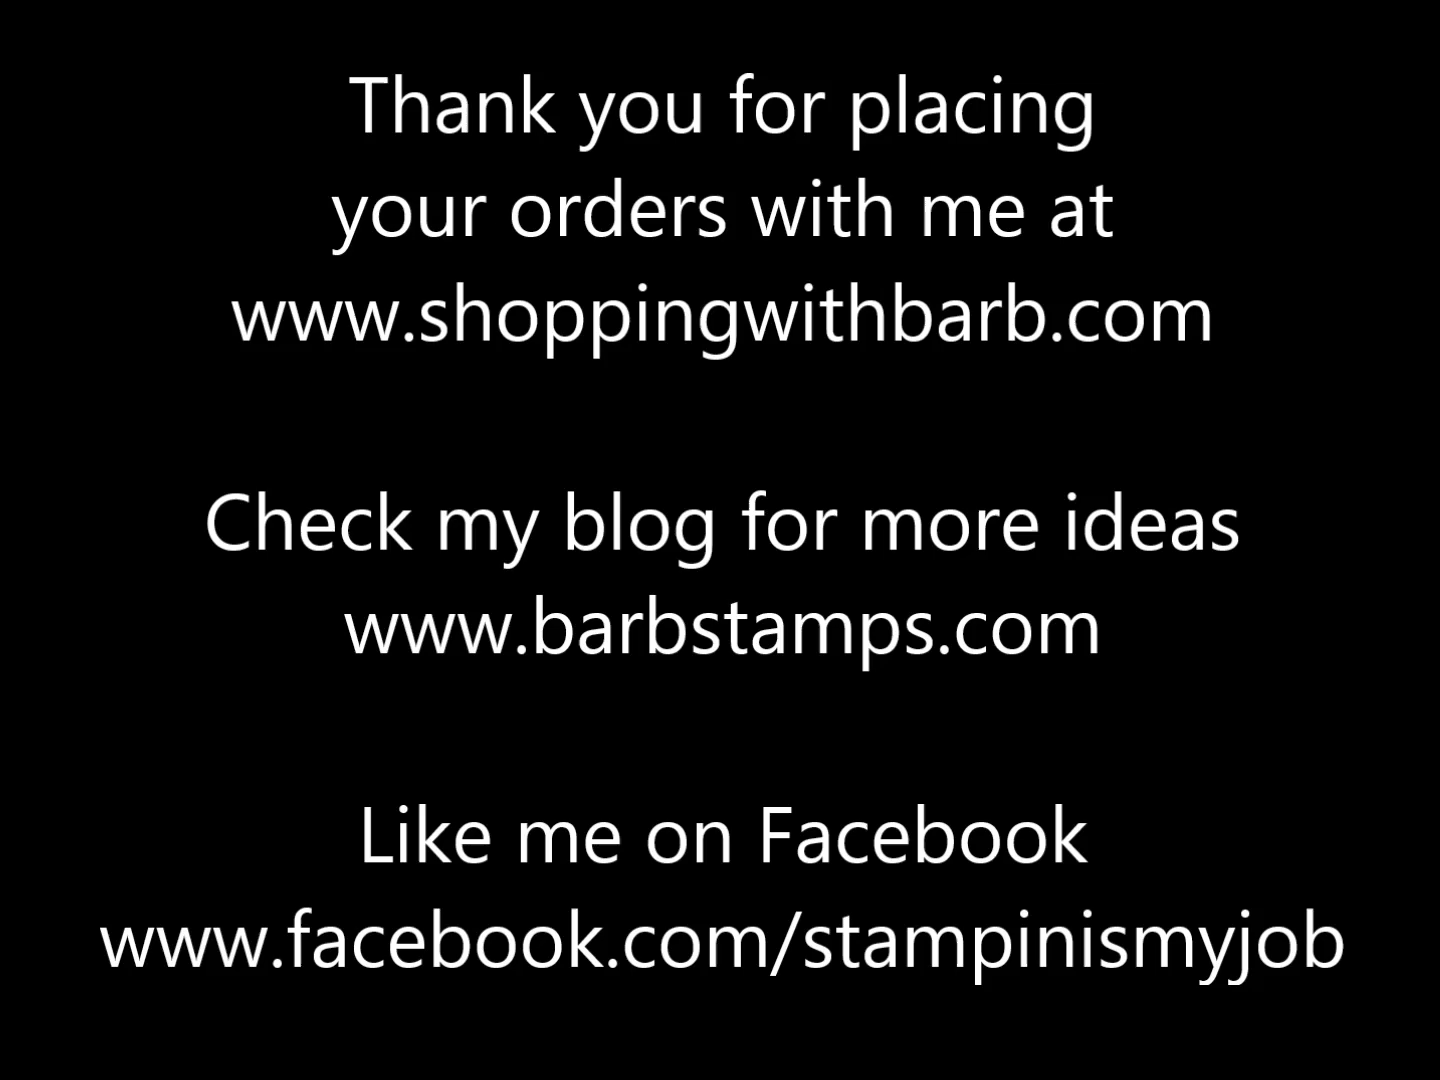 Thank you for placing
your orders with me at
www.shoppingwithbarb.com
Check my blog for more ideas
www.barbstamps.com
Like me on Facebook
www.facebook.com/stampinismyjob